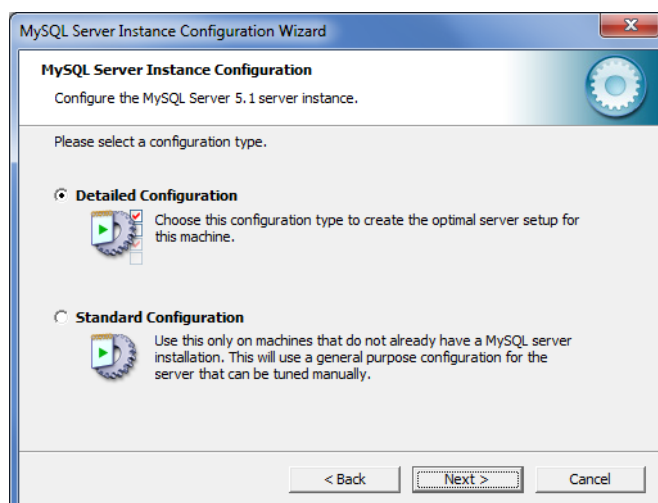 MySQL Server Instance Configuration Wizard
MySQL Server Instance Configuration
Configure the MySQL Server 5.1 server instance.
Please select a configuration type.
Detailed Configuration
Choose this configuration type to create the optimal server setup for
this machine.
Standard Configuration
Use this only on machines that do not already have a MySQL server
installation. This will use a general purpose configuration for the
server that can be tuned manually.
< Back
Next >
Cancel